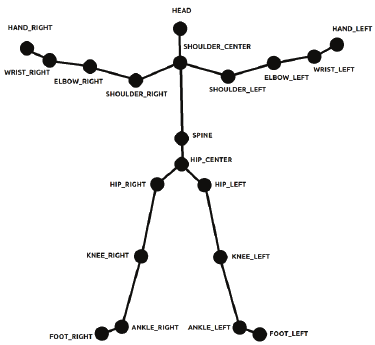 HEAD
HAND_RIGHT
HAND_LEFT
SHOULDER_CENTER
WRIST_RIGHT
WRIST_LEFT
ELBOW_RIGHT
ELBOW_LEFT
SHOULDER_RIGHT
SHOULDER_LEFT
SPINE
HIP_CENTER
HIP_RIGHT
HIP_LEFT
KNEE_RIGHT
KNEE_LEFT
ANKLE_RIGHT
ANKLE_LEFT
FOOT_RIGHT
FOOT_LEFT